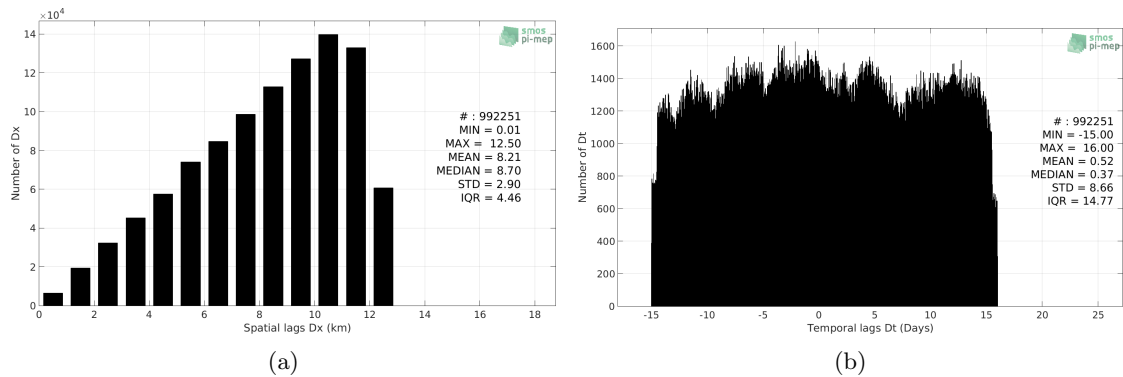 ×10⁴
14
12
10
8
6
4
2
0
Number of Dx
smos
pi-mep
# : 992251
MIN = 0.01
MAX = 12.50
MEAN = 8.21
MEDIAN = 8.70
STD = 2.90
IQR = 4.46
0 2 4 6 8 10 12 14 16 18
Spatial lags Dx (km)
(a)
1600
1400
1200
1000
800
600
400
200
0
Number of Dt
smos
pi-mep
# : 992251
MIN = -15.00
MAX = 16.00
MEAN = 0.52
MEDIAN = 0.37
STD = 8.66
IQR = 14.77
-15 -10 -5 0 5 10 15 20 25
Temporal lags Dt (Days)
(b)